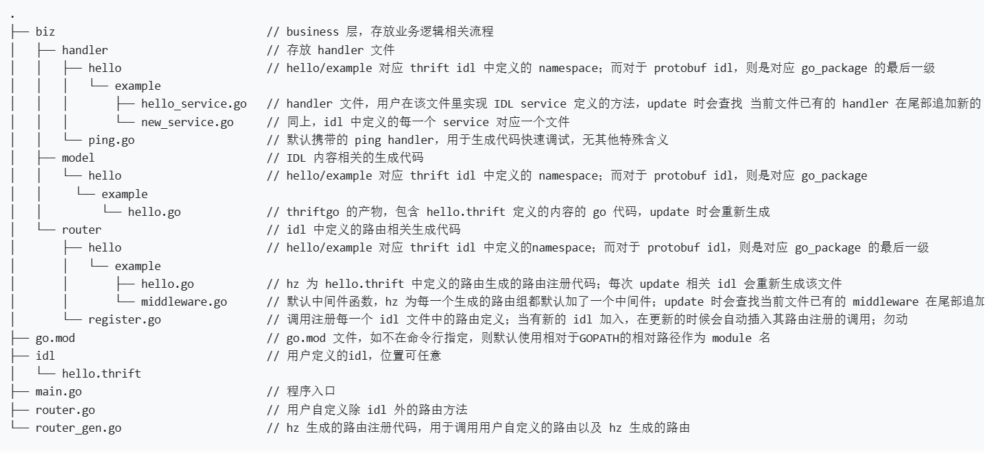 .
├── biz                                // business 层，存放业务逻辑相关流程
│   ├── handler                        // 存放 handler 文件
│   │   ├── hello                      // hello/example 对应 thrift idl 中定义的 namespace；而对于 protobuf idl，则是对应 go_package 的最后一级
│   │   │   └── example
│   │   │       ├── hello_service.go   // handler 文件，用户在该文件里实现 IDL service 定义的方法，update 时会查找 当前文件已有的 handler 在尾部追加新的
│   │   │       └── new_service.go     // 同上，idl 中定义的每一个 service 对应一个文件
│   │   └── ping.go                    // 默认携带的 ping handler，用于生成代码快速调试，无其他特殊含义
│   ├── model                          // IDL 内容相关的生成代码
│   │   └── hello                      // hello/example 对应 thrift idl 中定义的 namespace；而对于 protobuf idl，则是对应 go_package
│   │     └── example
│   │         └── hello.go             // thriftgo 的产物，包含 hello.thrift 定义的内容的 go 代码，update 时会重新生成
│   └── router                         // idl 中定义的路由相关生成代码
│       ├── hello                      // hello/example 对应 thrift idl 中定义的namespace；而对于 protobuf idl，则是对应 go_package 的最后一级
│       │   └── example
│       │       ├── hello.go           // hz 为 hello.thrift 中定义的路由生成的路由注册代码；每次 update 相关 idl 会重新生成该文件
│       │       └── middleware.go      // 默认中间件函数，hz 为每一个生成的路由组都默认加了一个中间件；update 时会查找当前文件已有的 middleware 在尾部追加
│       └── register.go                // 调用注册每一个 idl 文件中的路由定义；当有新的 idl 加入，在更新的时候会自动插入其路由注册的调用；勿动
├── go.mod                             // go.mod 文件，如不在命令行指定，则默认使用相对于GOPATH的相对路径作为 module 名
├── idl                                // 用户定义的idl，位置可任意
│   └── hello.thrift
├── main.go                            // 程序入口
├── router.go                          // 用户自定义除 idl 外的路由方法
└── router_gen.go                      // hz 生成的路由注册代码，用于调用用户自定义的路由以及 hz 生成的路由